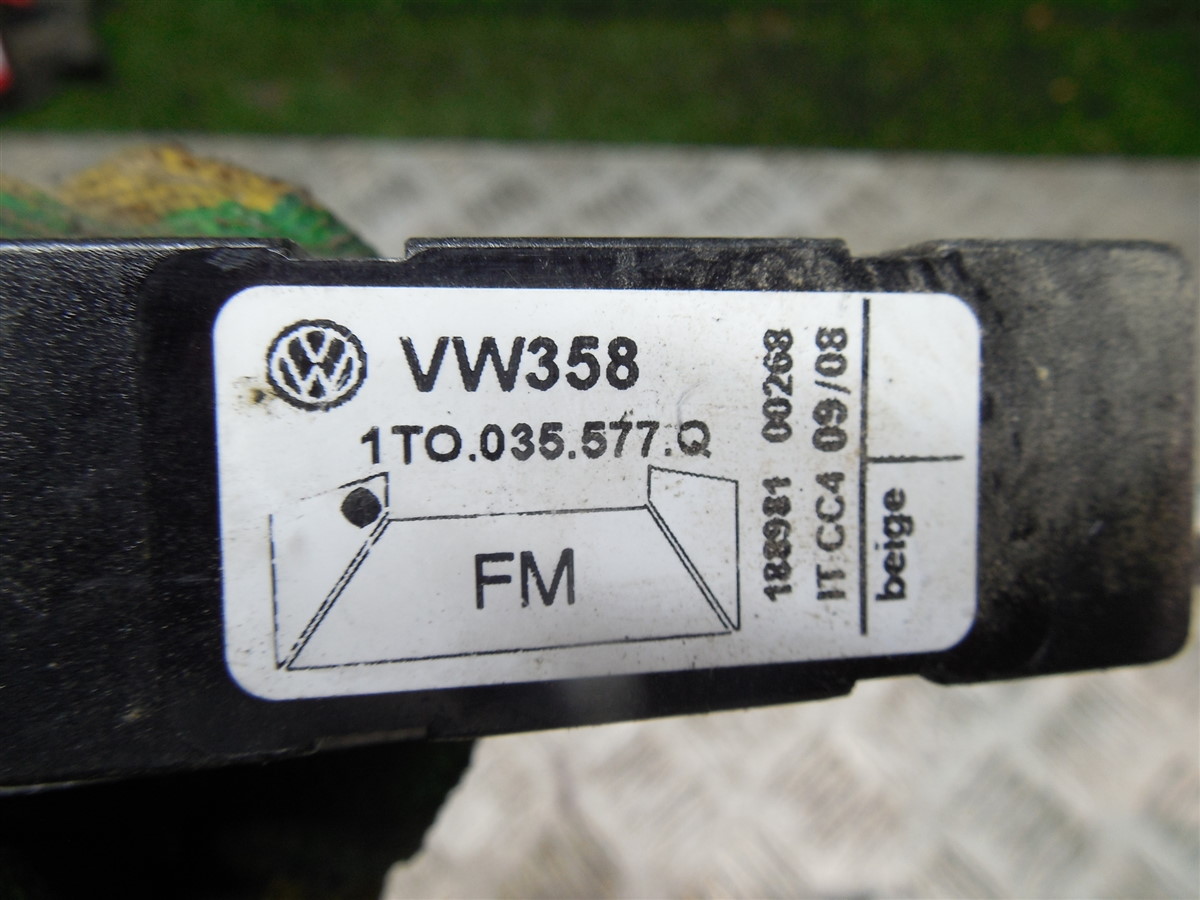 VW358
1TO.035.577.Q
FM
188981 00268
IT CC4 09/08
beige